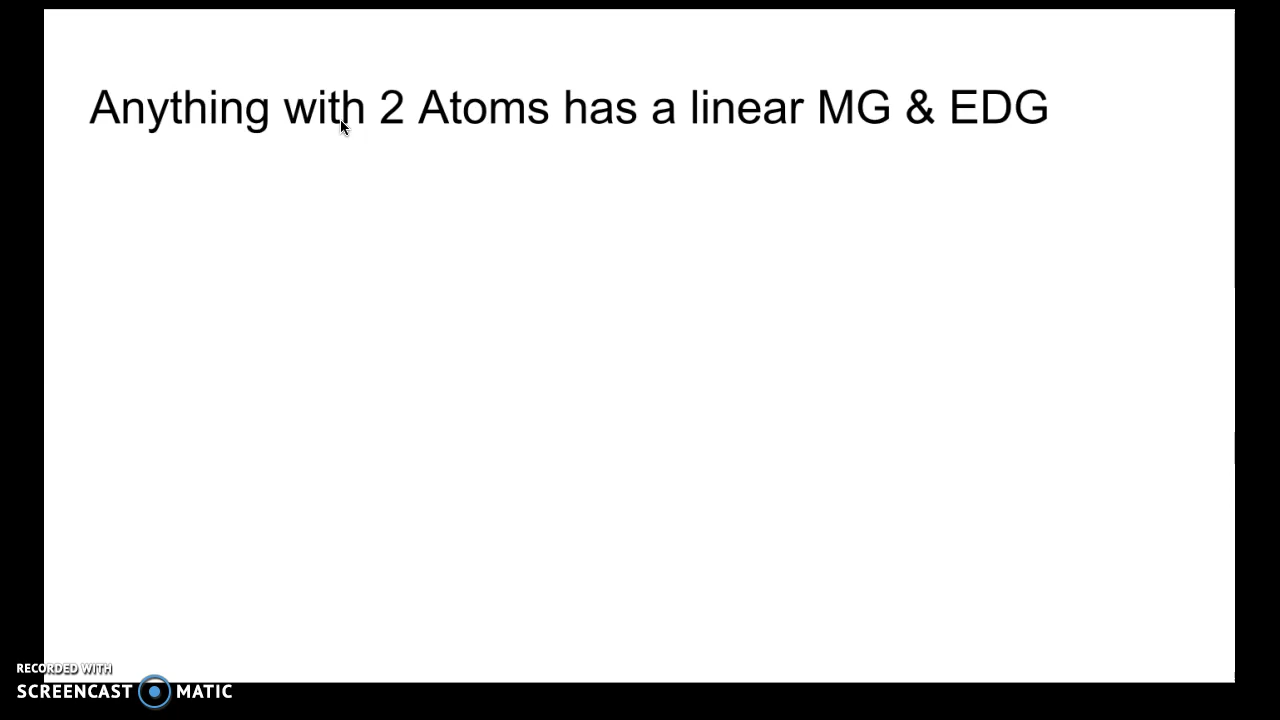 Anything with 2 Atoms has a linear MG & EDG
RECORDED WITH
SCREENCAST MATIC